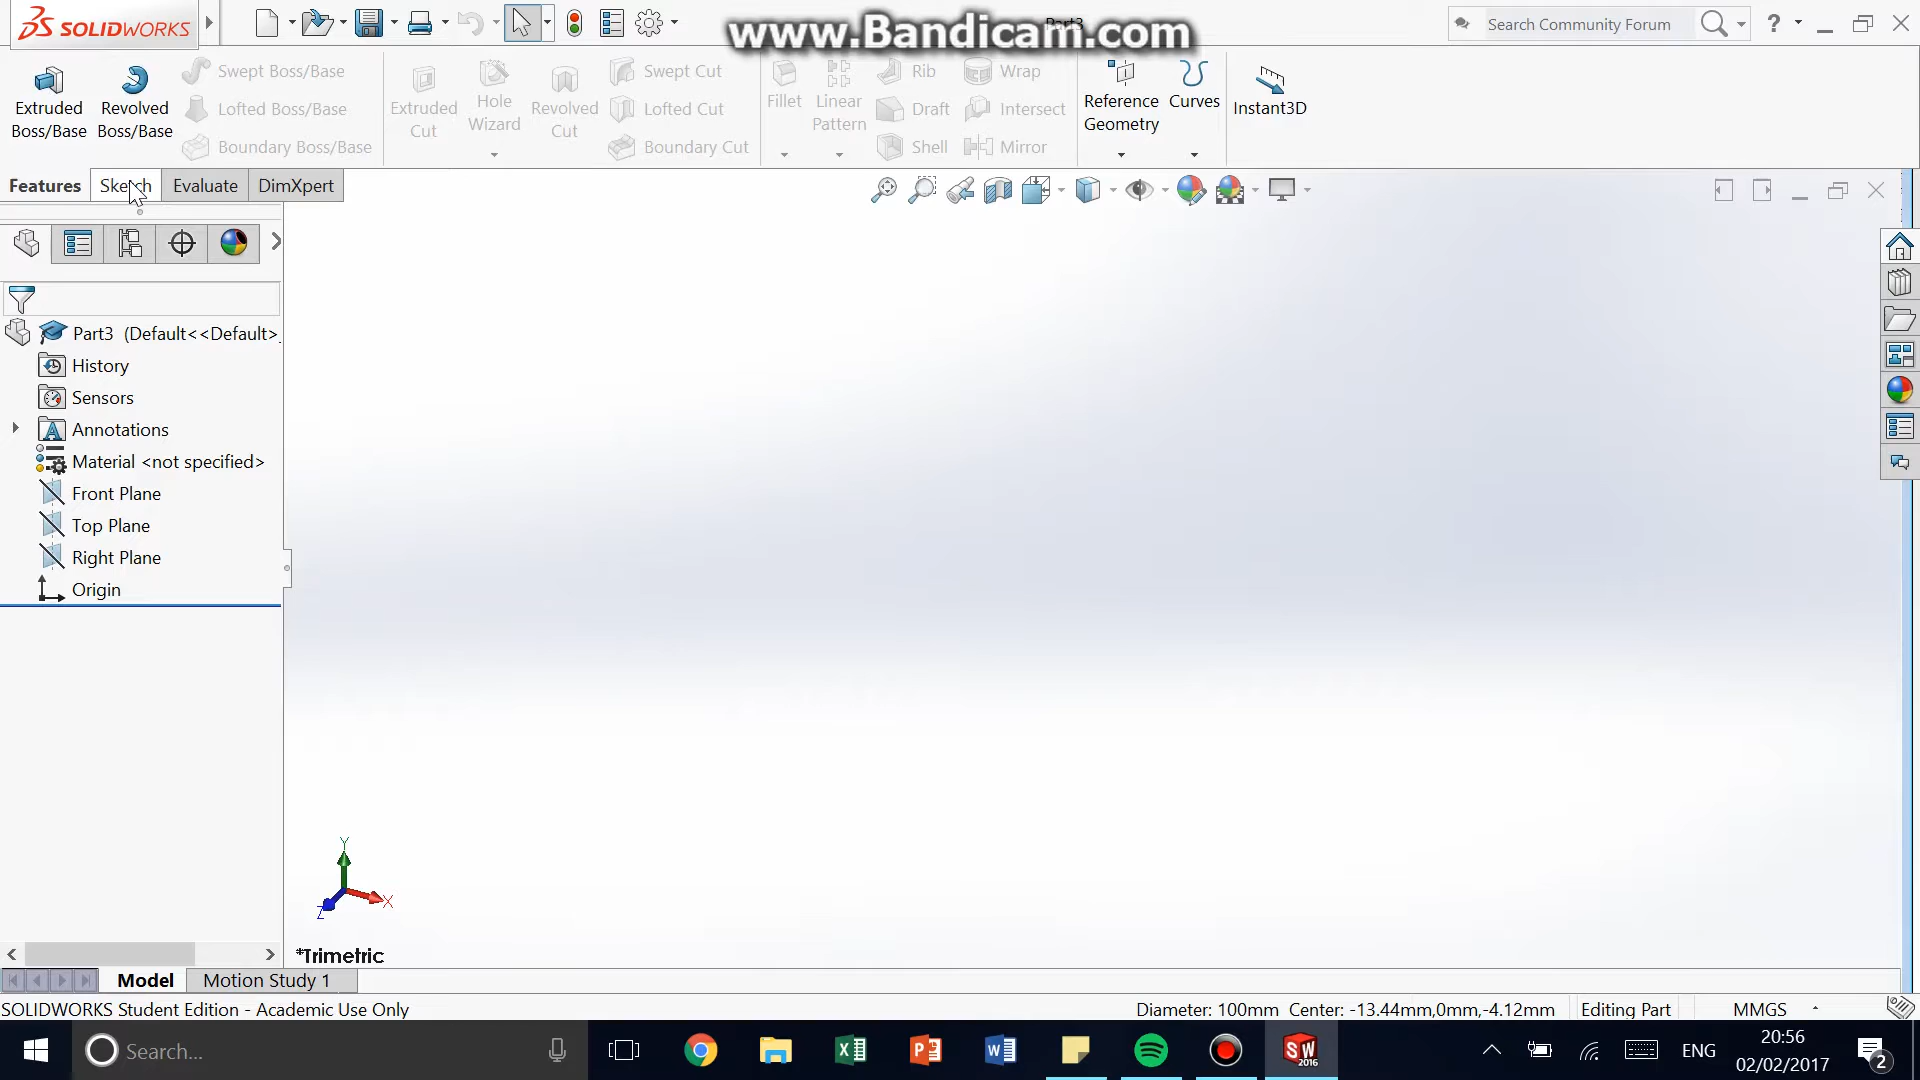 SOLIDWORKS
www.Bandicam.com
Search Community Forum
Extruded Boss/Base
Revolved Boss/Base
Swept Boss/Base
Lofted Boss/Base
Boundary Boss/Base
Extruded Cut
Hole Wizard
Revolved Cut
Swept Cut
Lofted Cut
Boundary Cut
Fillet
Linear Pattern
Rib
Draft
Shell
Wrap
Intersect
Mirror
Reference Geometry
Curves
Instant3D
Features
Sketch
Evaluate
DimXpert
Part3 (Default<<Default>
History
Sensors
Annotations
Material <not specified>
Front Plane
Top Plane
Right Plane
Origin
Y
X
Z
*Trimetric
Model
Motion Study 1
SOLIDWORKS Student Edition - Academic Use Only
Diameter: 100mm Center: -13.44mm,0mm,-4.12mm
Editing Part
MMGS
Search...
SW
2016
ENG
20:56
02/02/2017
2